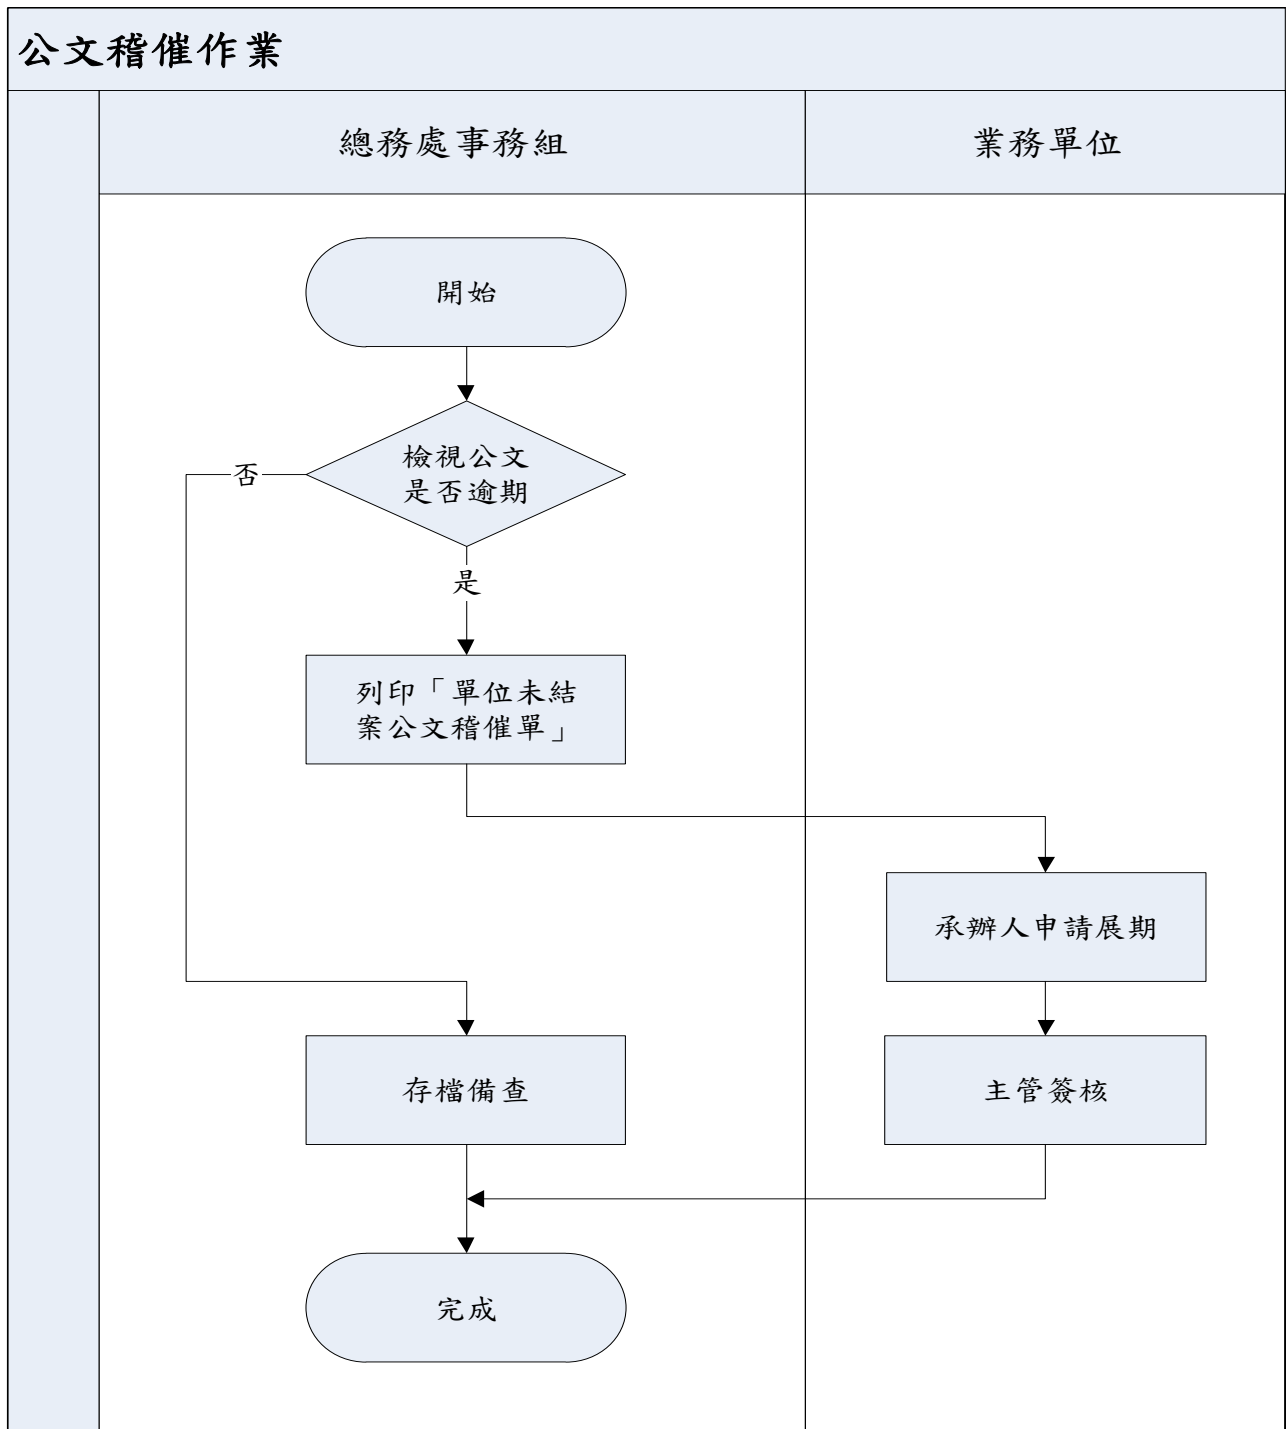 公文稽催作業
總務處事務組
業務單位
開始
檢視公文
是否逾期
否
是
列印「單位未結
案公文稽催單」
承辦人申請展期
存檔備查
主管簽核
完成